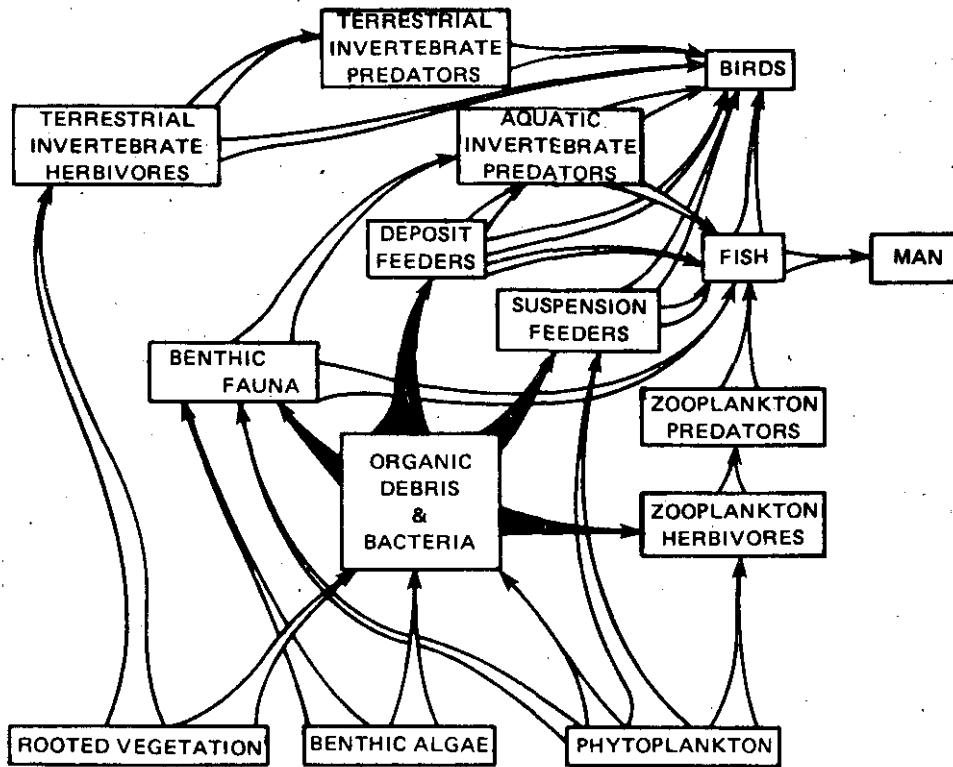 TERRESTRIAL
INVERTEBRATE
PREDATORS
BIRDS
TERRESTRIAL
INVERTEBRATE
HERBIVORES
AQUATIC
INVERTEBRATE
PREDATORS
DEPOSIT
FEEDERS
FISH
MAN
SUSPENSION
FEEDERS
BENTHIC
FAUNA
ZOOPLANKTON
PREDATORS
ORGANIC
DEBRIS
&
BACTERIA
ZOOPLANKTON
HERBIVORES
ROOTED VEGETATION
BENTHIC ALGAE
PHYTOPLANKTON